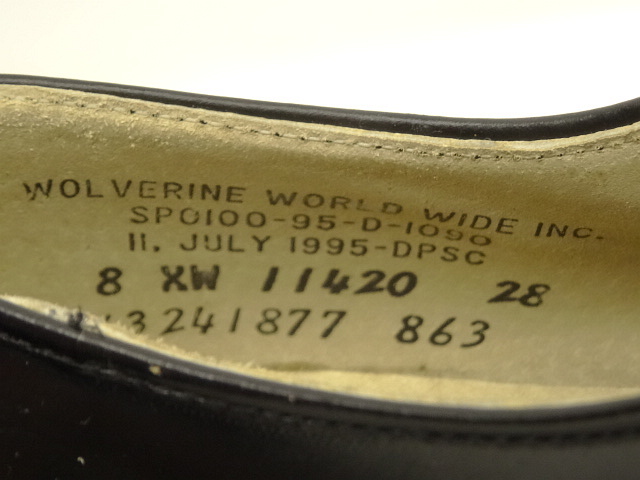 WOLVERINE WORLD WIDE INC.
SPO100-95-D-1090
11. JULY 1995-DPSC
8 XW 11420 28
3241877 863